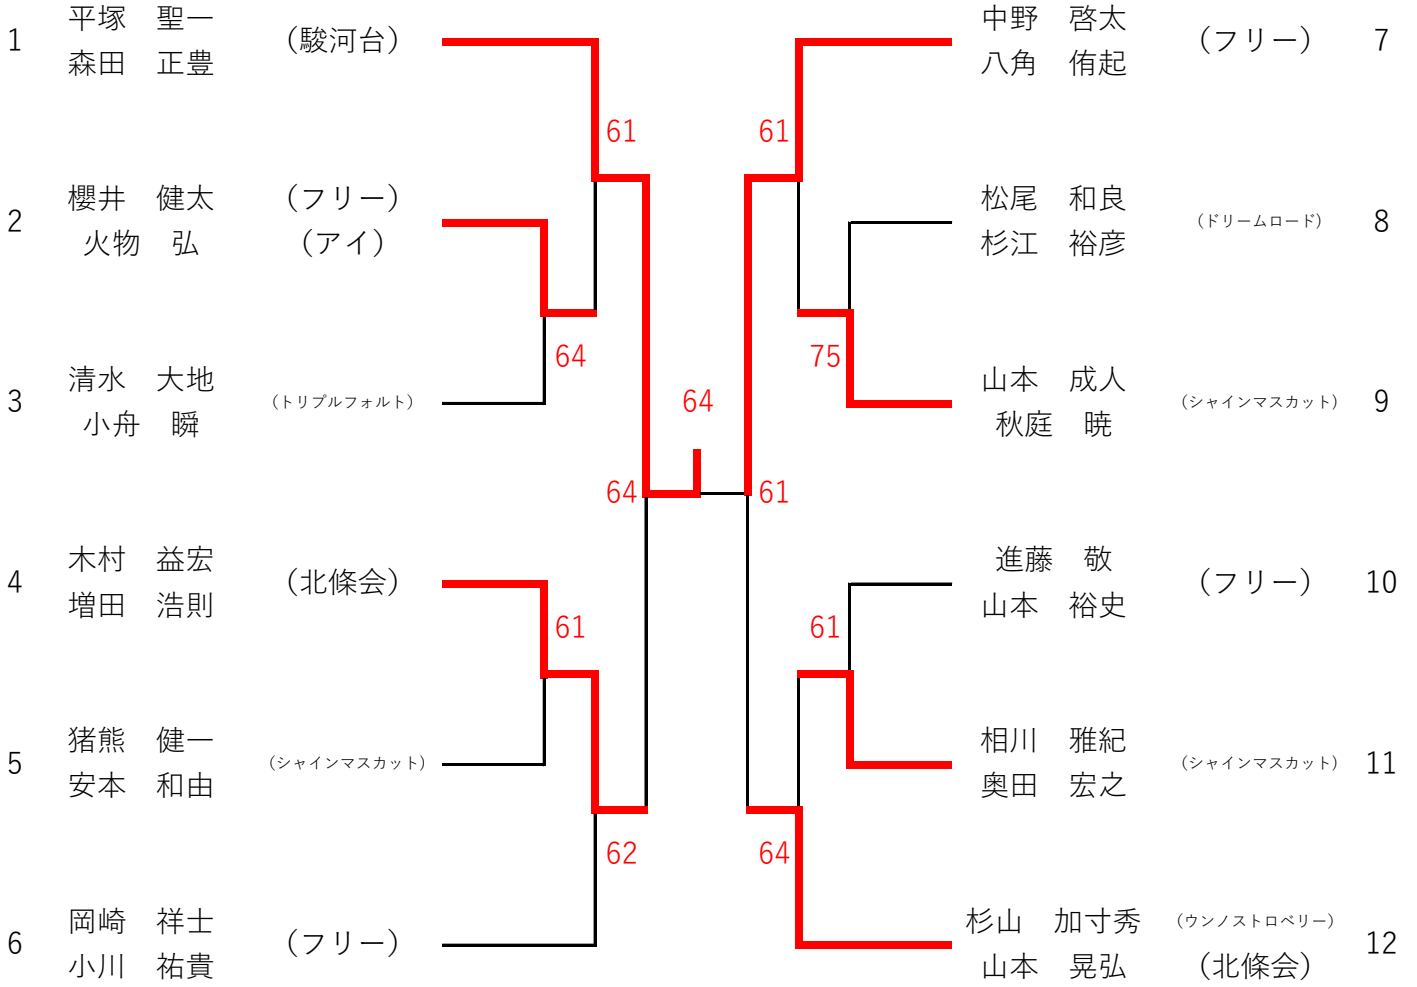 1 平塚 聖一 (駿河台)
森田 正豊
2 櫻井 健太 (フリー)
火物 弘 (アイ)
3 清水 大地 (トリプルフォルト)
小舟 瞬
4 木村 益宏 (北條会)
増田 浩則
5 猪熊 健一 (シャインマスカット)
安本 和由
6 岡崎 祥士 (フリー)
小川 祐貴
61
64
64
61
62
64
61
75
61
61
64
中野 啓太 (フリー) 7
八角 侑起
松尾 和良 (ドリームロード) 8
杉江 裕彦
山本 成人 (シャインマスカット) 9
秋庭 暁
進藤 敬 (フリー) 10
山本 裕史
相川 雅紀 (シャインマスカット) 11
奥田 宏之
杉山 加寸秀 (ウンノストロベリー) 12
山本 晃弘 (北條会)